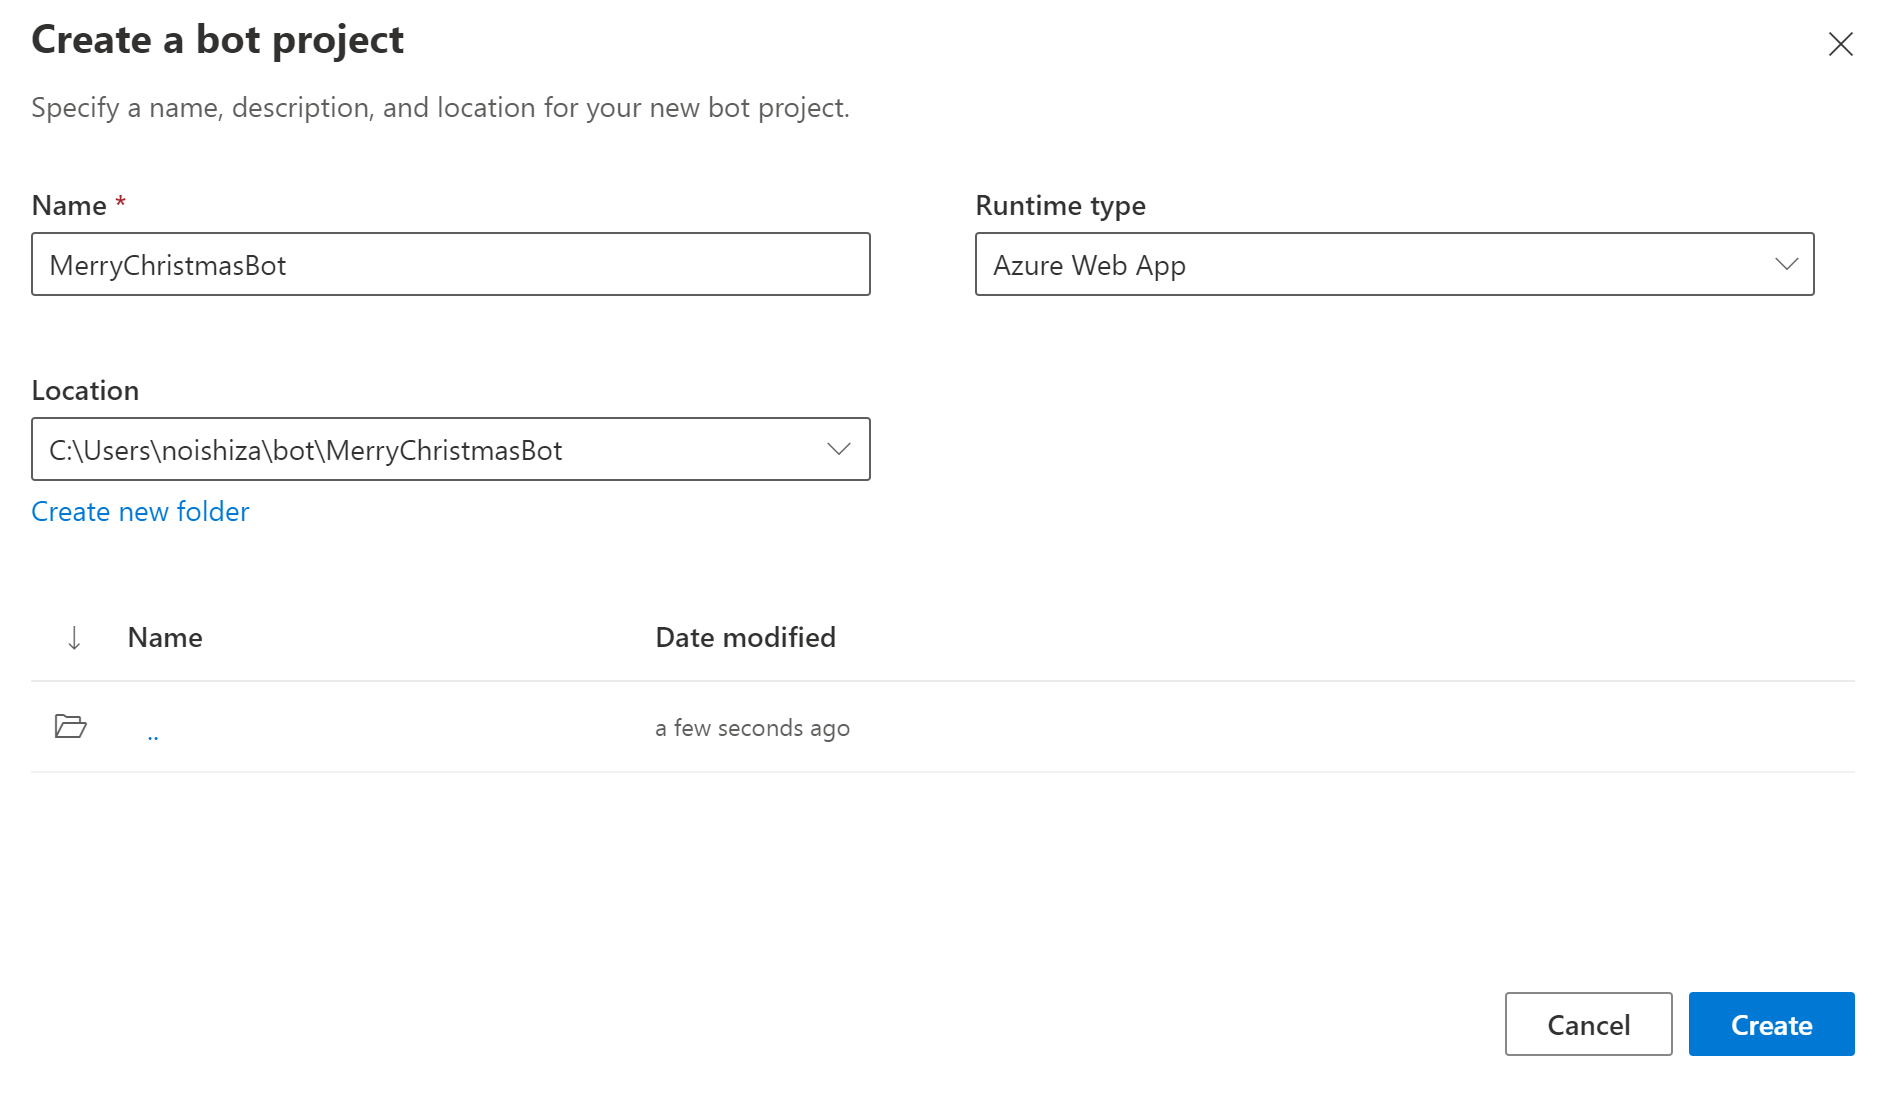 Create a bot project
Specify a name, description, and location for your new bot project.
Name *
MerryChristmasBot
Runtime type
Azure Web App
Location
C:\Users\noishiza\bot\MerryChristmasBot
Create new folder
Name Date modified
.. a few seconds ago
Cancel Create